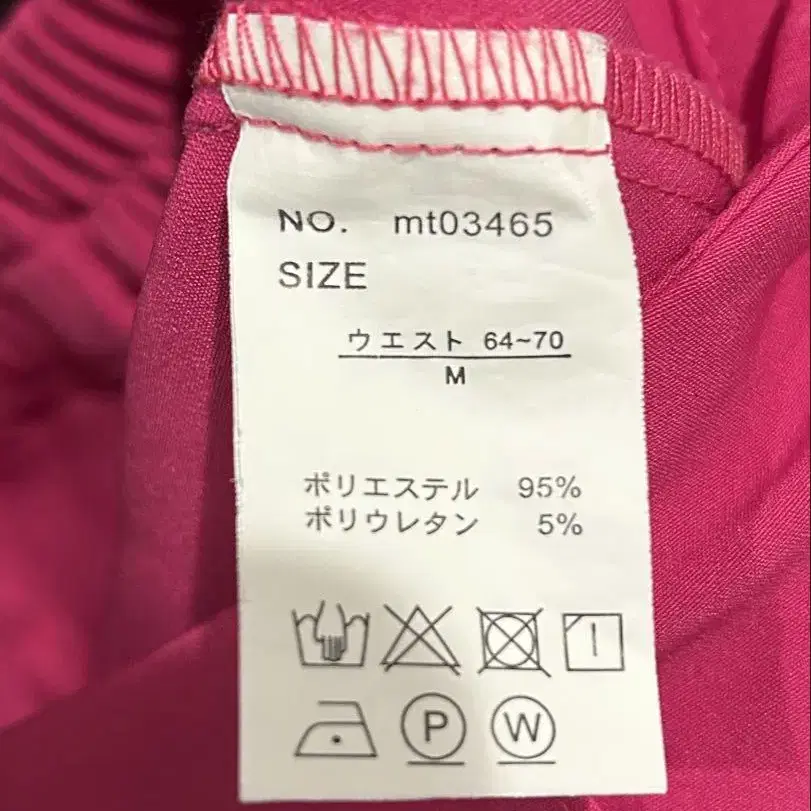 NO. mt03465
SIZE
ウエスト 64~70
M
ポリエステル 95%
ポリウレタン 5%
P W